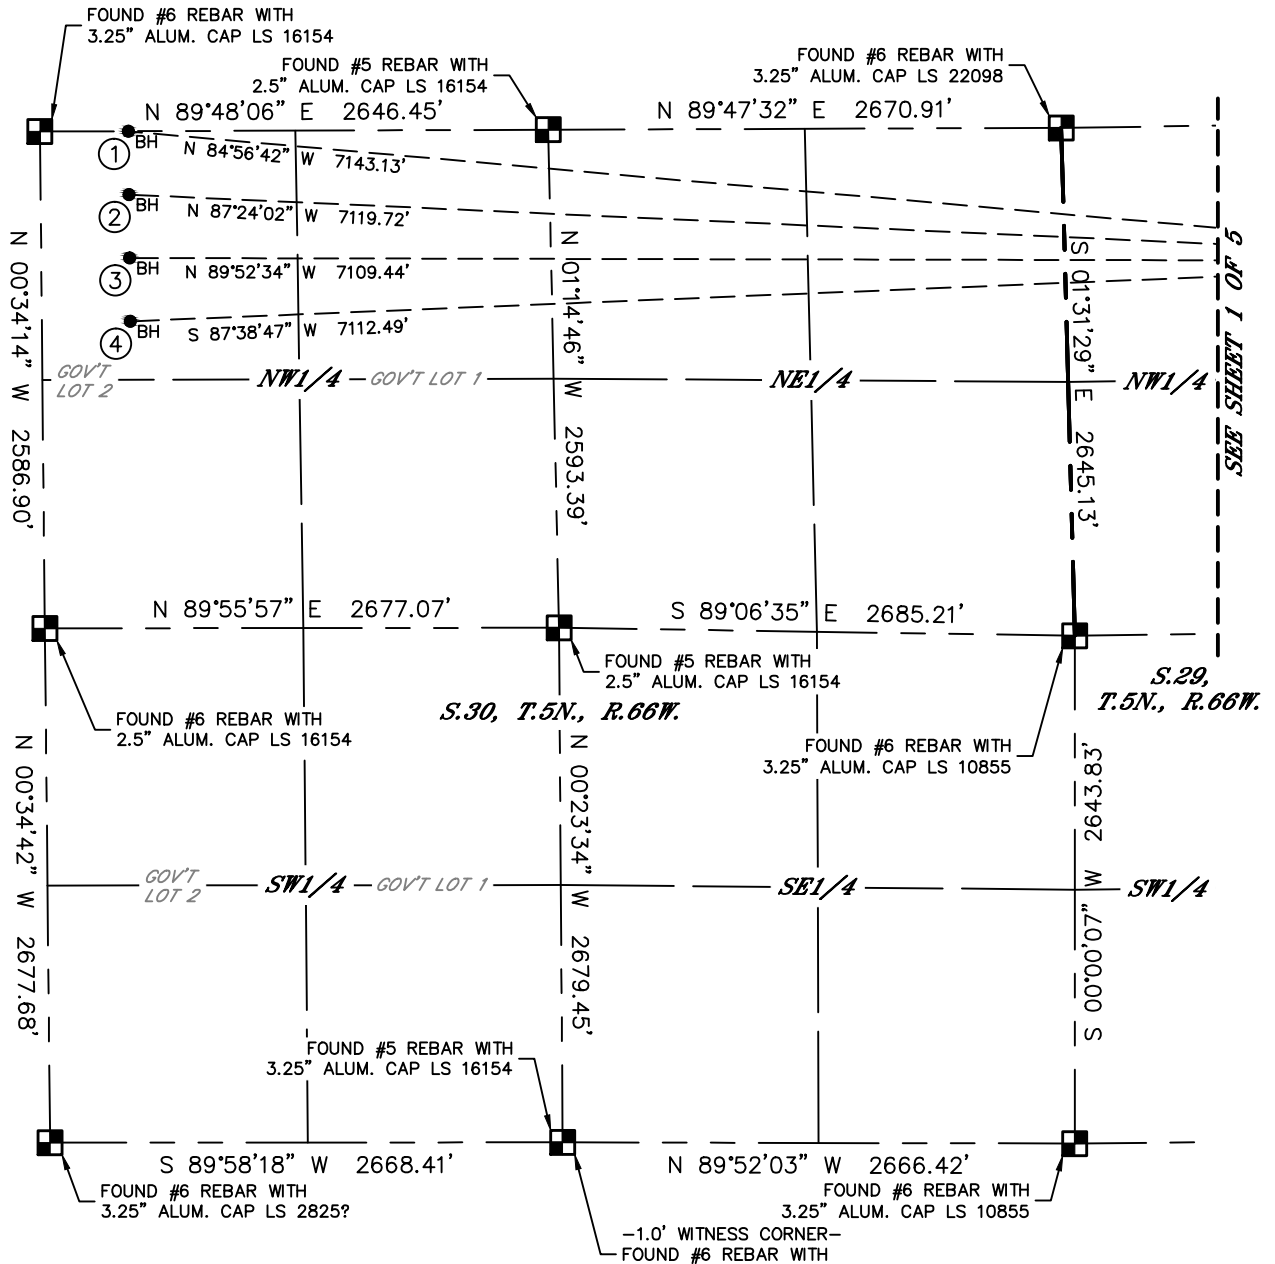 FOUND #6 REBAR WITH
3.25" ALUM. CAP LS 16154
FOUND #5 REBAR WITH
2.5" ALUM. CAP LS 16154
FOUND #6 REBAR WITH
3.25" ALUM. CAP LS 22098
N 89°48'06" E 2646.45'
N 89°47'32" E 2670.91'
1 BH N 84°56'42" W 7143.13'
2 BH N 87°24'02" W 7119.72'
3 BH N 89°52'34" W 7109.44'
4 BH S 87°38'47" W 7112.49'
N 00°34'14" W 2586.90'
N 01°14'46" W 2593.39'
S 01°31'29" E 2645.13'
SEE SHEET 1 OF 5
GOV'T
LOT 2
NW1/4
GOV'T LOT 1
NE1/4
NW1/4
N 89°55'57" E 2677.07'
S 89°06'35" E 2685.21'
FOUND #5 REBAR WITH
2.5" ALUM. CAP LS 16154
S.30, T.5N., R.66W.
S.29,
T.5N., R.66W.
FOUND #6 REBAR WITH
2.5" ALUM. CAP LS 16154
FOUND #6 REBAR WITH
3.25" ALUM. CAP LS 10855
N 00°34'42" W 2677.68'
N 00°23'34" W 2679.45'
S 00°00'07" W 2643.83'
GOV'T
LOT 2
SW1/4
GOV'T LOT 1
SE1/4
SW1/4
FOUND #5 REBAR WITH
3.25" ALUM. CAP LS 16154
S 89°58'18" W 2668.41'
N 89°52'03" W 2666.42'
FOUND #6 REBAR WITH
3.25" ALUM. CAP LS 2825?
FOUND #6 REBAR WITH
3.25" ALUM. CAP LS 10855
-1.0' WITNESS CORNER-
FOUND #6 REBAR WITH